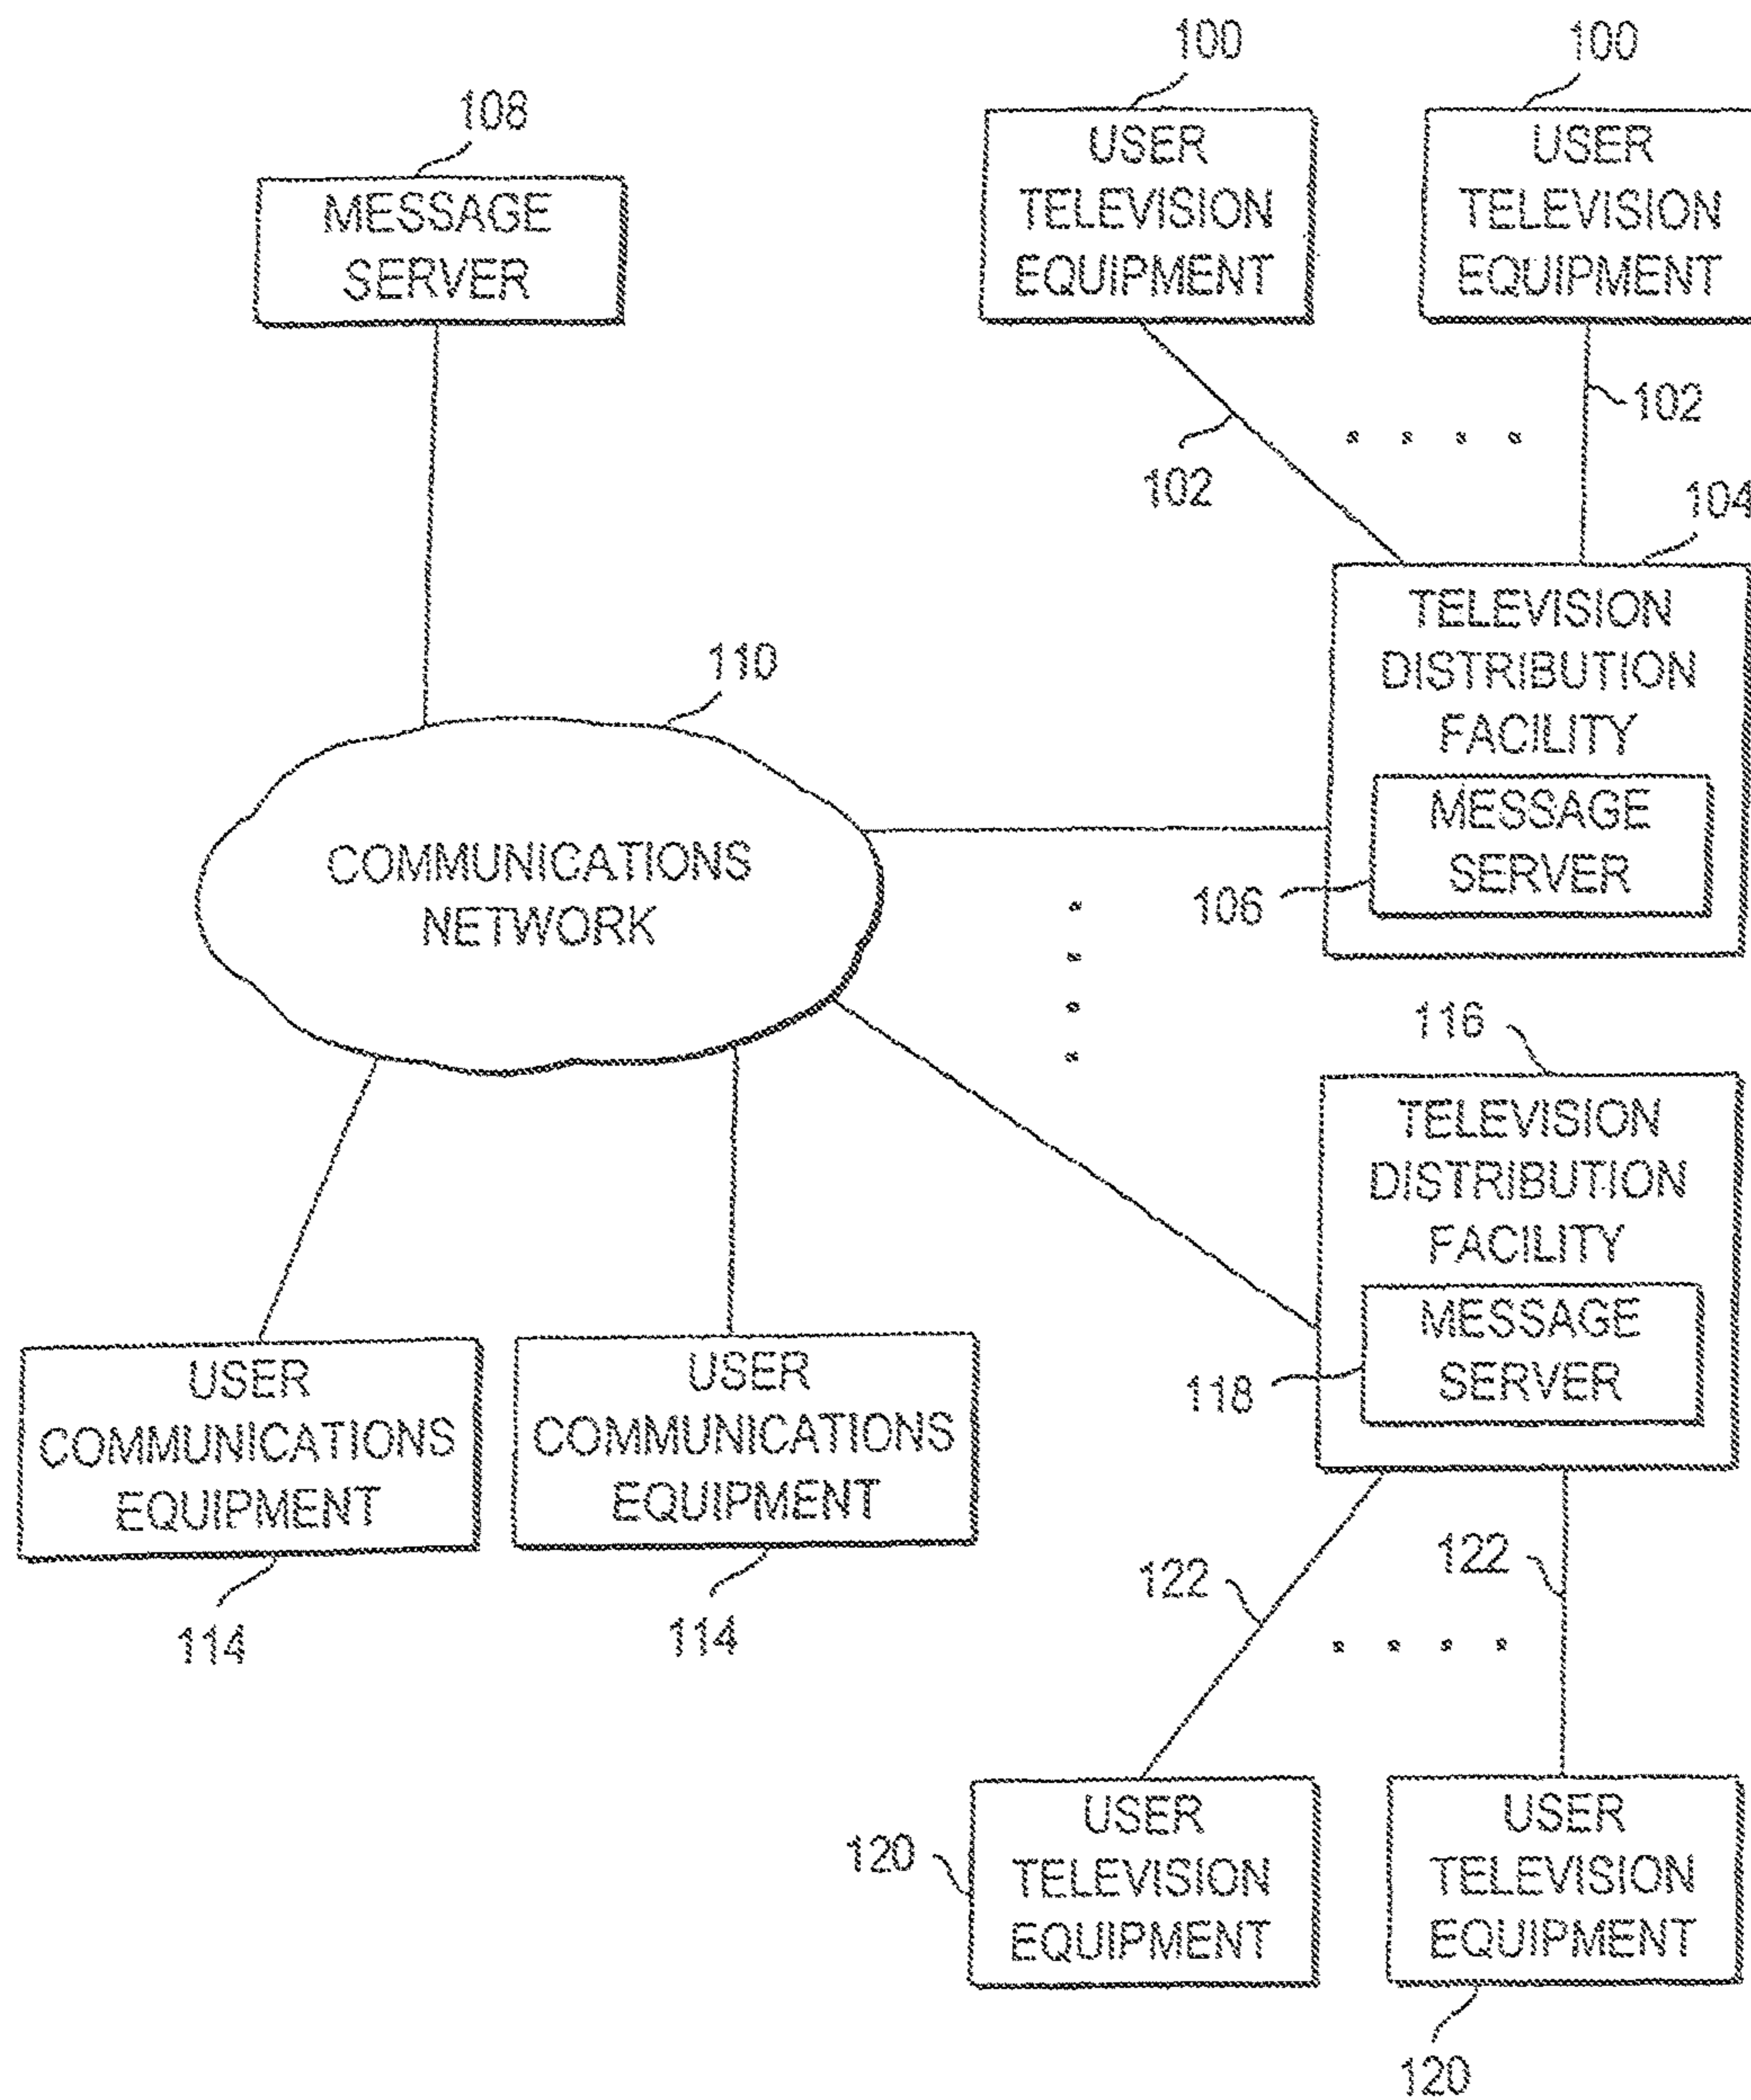 100
100
108
USER
TELEVISION
EQUIPMENT
USER
TELEVISION
EQUIPMENT
MESSAGE
SERVER
102
102
104
TELEVISION
DISTRIBUTION
FACILITY
MESSAGE
SERVER
106
110
COMMUNICATIONS
NETWORK
116
TELEVISION
DISTRIBUTION
FACILITY
MESSAGE
SERVER
118
USER
COMMUNICATIONS
EQUIPMENT
USER
COMMUNICATIONS
EQUIPMENT
114
114
122
122
USER
TELEVISION
EQUIPMENT
USER
TELEVISION
EQUIPMENT
120
120